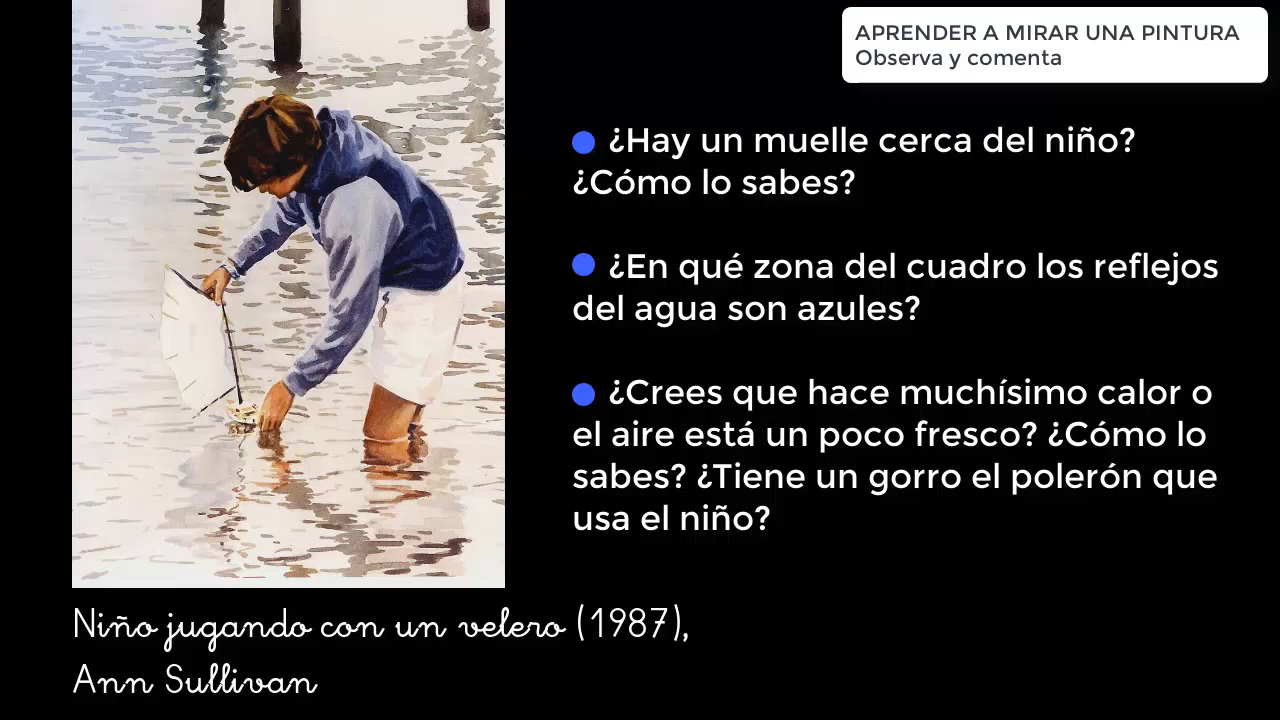 APRENDER A MIRAR UNA PINTURA
Observa y comenta
¿Hay un muelle cerca del niño?
¿Cómo lo sabes?
¿En qué zona del cuadro los reflejos
del agua son azules?
¿Crees que hace muchísimo calor o
el aire está un poco fresco? ¿Cómo lo
sabes? ¿Tiene un gorro el polerón que
usa el niño?
Niño jugando con un velero (1987),
Ann Sullivan